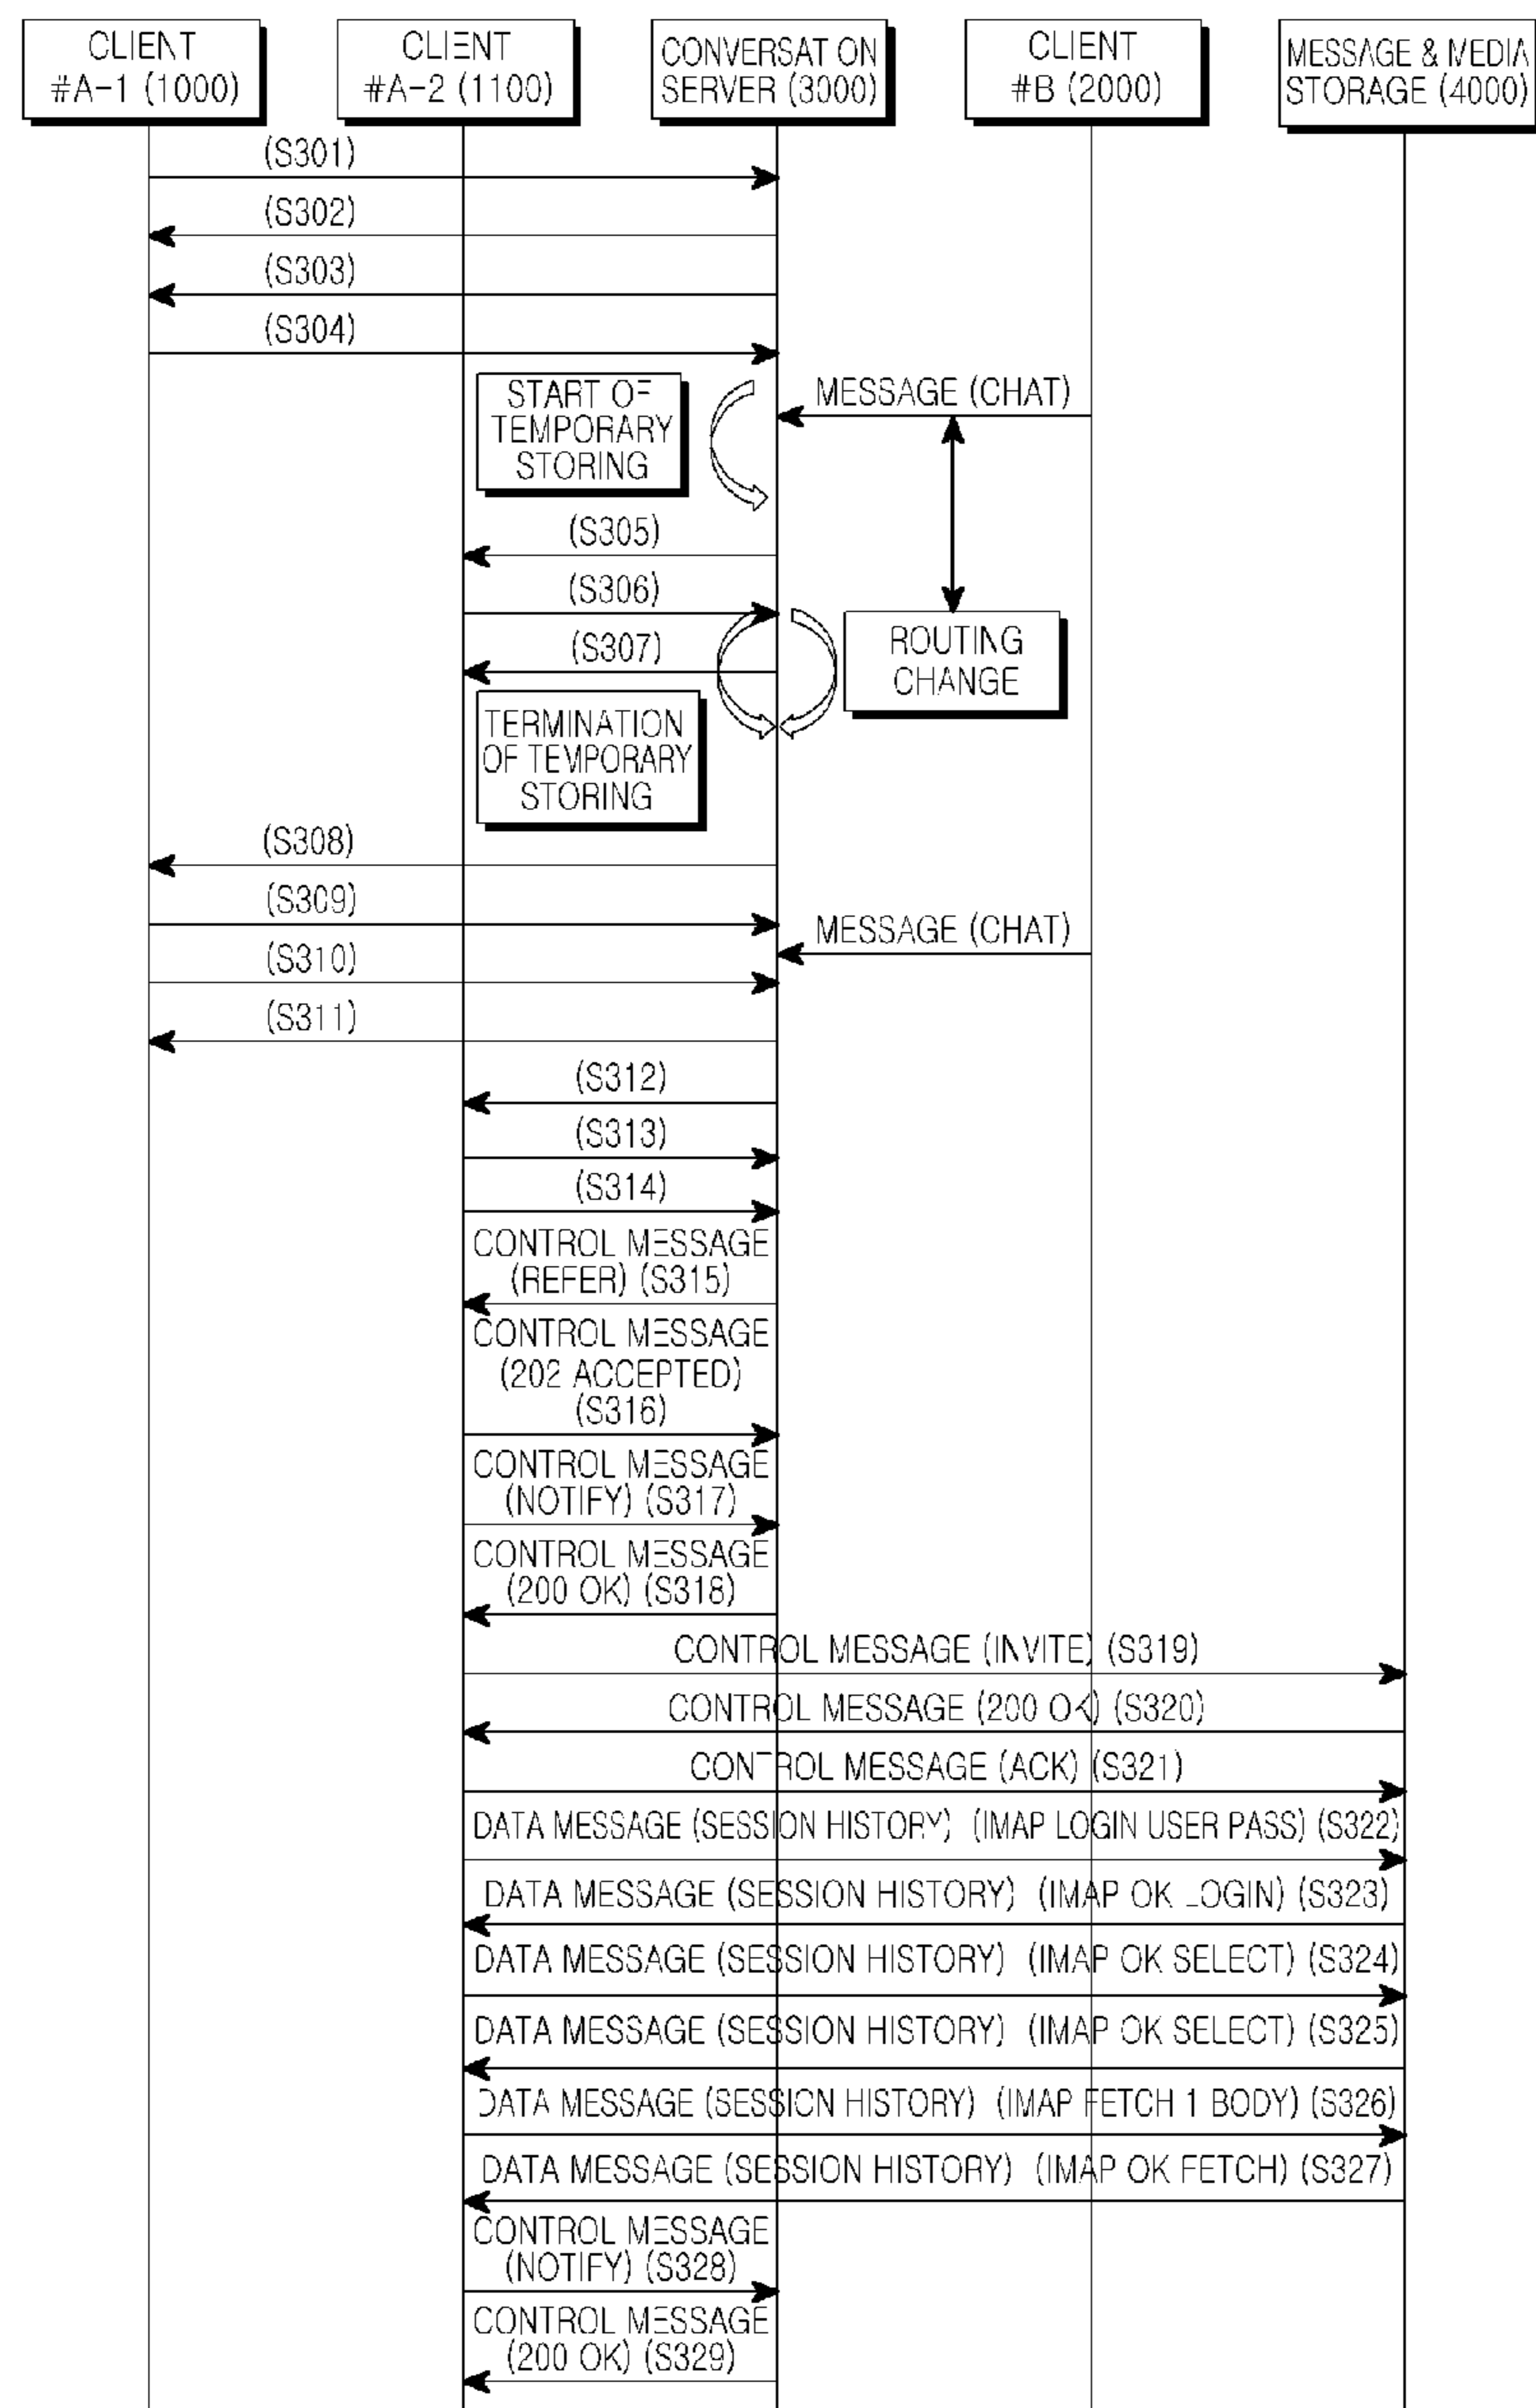 CLIENT
#A-1 (1000)
CLIENT
#A-2 (1100)
CONVERSAT ON
SERVER (3000)
CLIENT
#B (2000)
MESSAGE & MEDIA
STORAGE (4000)
(S301)
(S302)
(S303)
(S304)
START OF
TEMPORARY
STORING
MESSAGE (CHAT)
(S305)
(S306)
(S307)
ROUTING
CHANGE
TERMINATION
OF TEMPORARY
STORING
(S308)
(S309)
MESSAGE (CHAT)
(S310)
(S311)
(S312)
(S313)
(S314)
CONTROL MESSAGE
(REFER) (S315)
CONTROL MESSAGE
(202 ACCEPTED)
(S316)
CONTROL MESSAGE
(NOTIFY) (S317)
CONTROL MESSAGE
(200 OK) (S318)
CONTROL MESSAGE (INVITE) (S319)
CONTROL MESSAGE (200 OK) (S320)
CONTROL MESSAGE (ACK) (S321)
DATA MESSAGE (SESSION HISTORY) (IMAP LOGIN USER PASS) (S322)
DATA MESSAGE (SESSION HISTORY) (IMAP OK LOGIN) (S323)
DATA MESSAGE (SESSION HISTORY) (IMAP OK SELECT) (S324)
DATA MESSAGE (SESSION HISTORY) (IMAP OK SELECT) (S325)
DATA MESSAGE (SESSION HISTORY) (IMAP FETCH 1 BODY) (S326)
DATA MESSAGE (SESSION HISTORY) (IMAP OK FETCH) (S327)
CONTROL MESSAGE
(NOTIFY) (S328)
CONTROL MESSAGE
(200 OK) (S329)